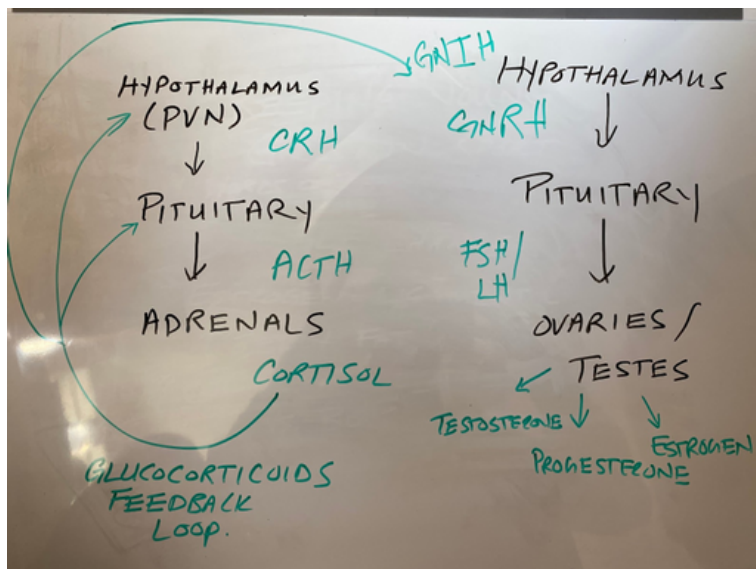 HYPOTHALAMUS
(PVN)
CRH
PITUITARY
ACTH
ADRENALS
CORTISOL
GLUCOCORTICOIDS
FEEDBACK
LOOP.
GNIH
HYPOTHALAMUS
GNRH
PITUITARY
FSH/
LH
OVARIES/
TESTES
TESTOSTERONE
PROGESTERONE
ESTROGEN